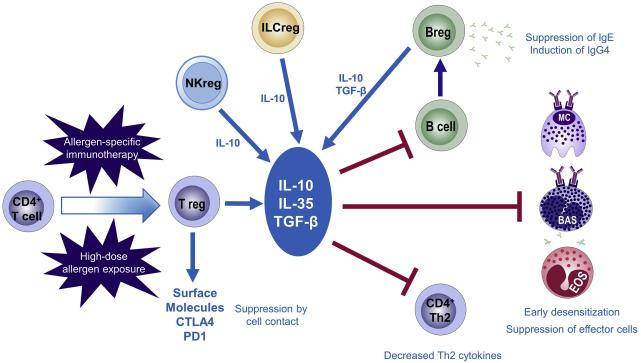 ILCreg
Breg
Suppression of IgE
Induction of IgG4
NKreg
IL-10
IL-10
TGF-β
IL-10
B cell
MC
Allergen-specific
immunotherapy
CD4+
T cell
T reg
IL-10
IL-35
TGF-β
BAS
High-dose
allergen exposure
EOS
Surface
Molecules
CTLA4
PD1
Suppression by
cell contact
CD4+
Th2
Early desensitization
Suppression of effector cells
Decreased Th2 cytokines